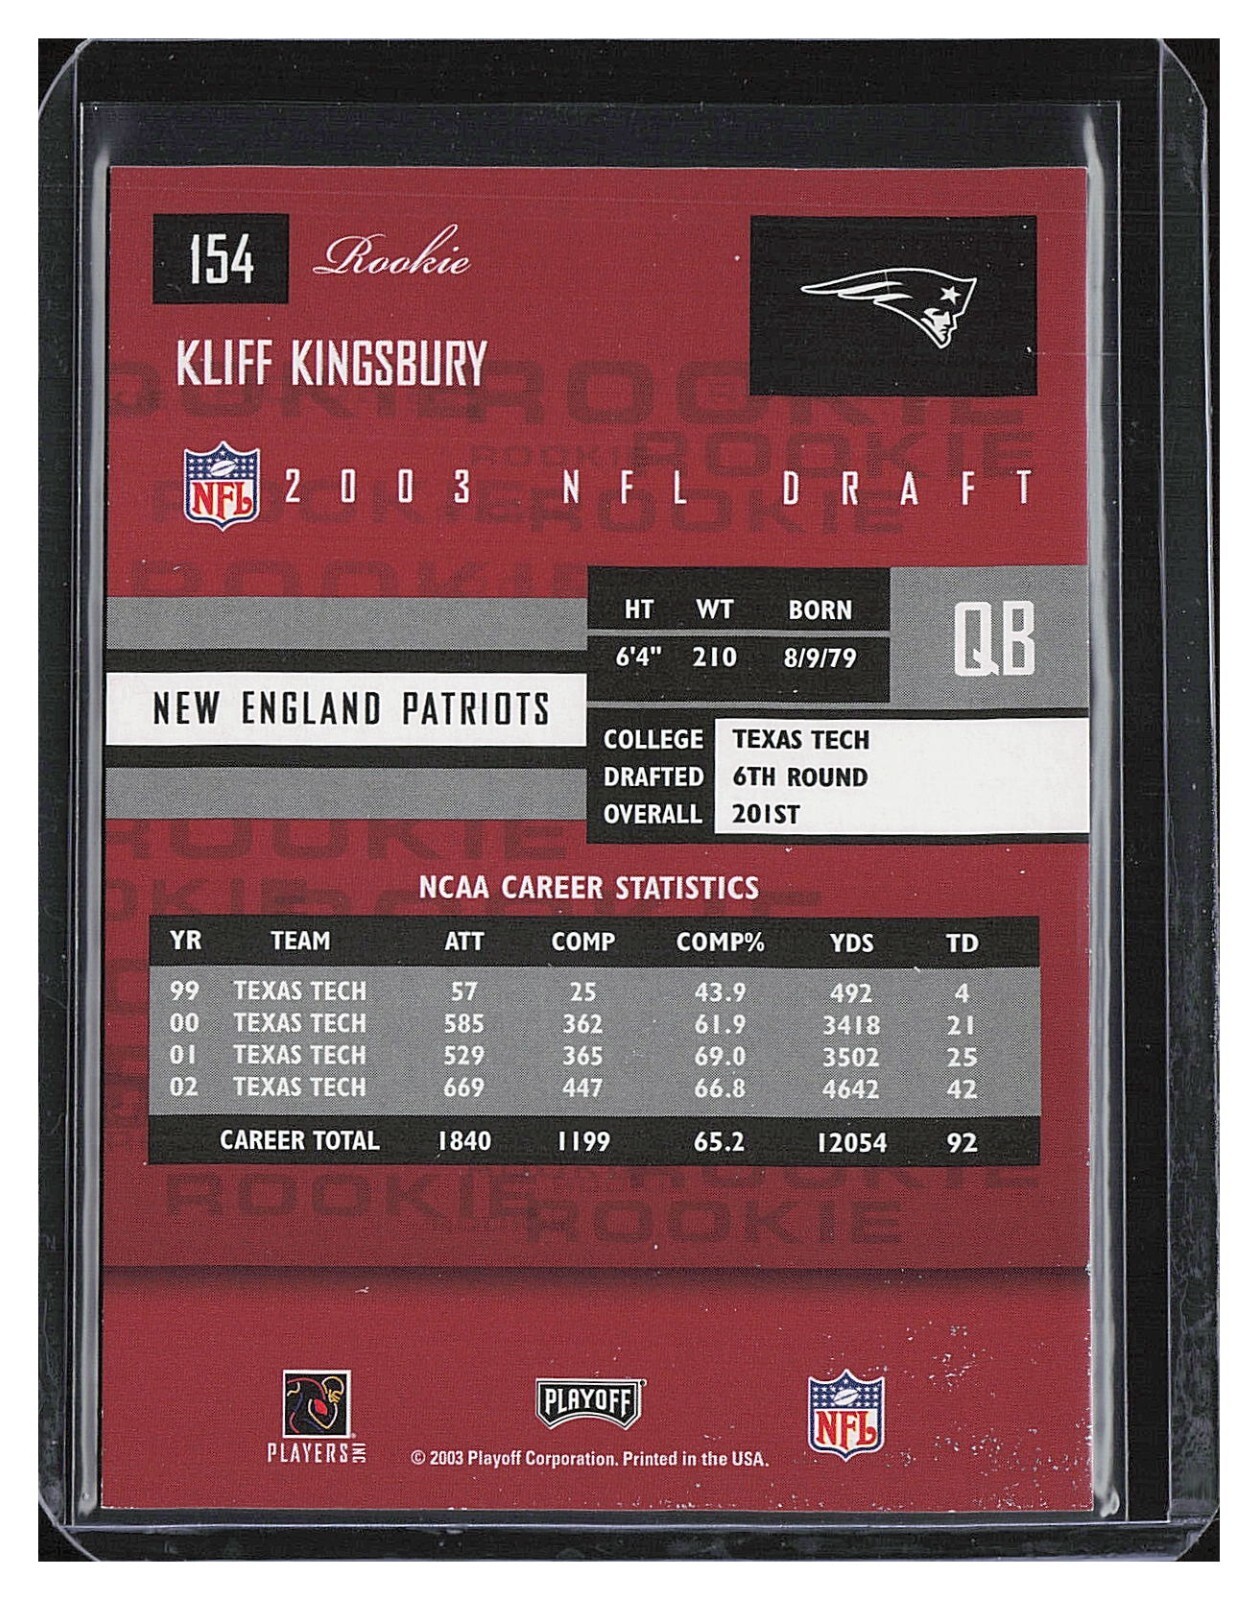 154 Rookie
KLIFF KINGSBURY
NFL 2003 NFL DRAFT
HT WT BORN
6'4" 210 8/9/79
QB
NEW ENGLAND PATRIOTS
COLLEGE TEXAS TECH
DRAFTED 6TH ROUND
OVERALL 201ST
NCAA CAREER STATISTICS
YR TEAM ATT COMP COMP% YDS TD
99 TEXAS TECH 57 25 43.9 492 4
00 TEXAS TECH 585 362 61.9 3418 21
01 TEXAS TECH 529 365 69.0 3502 25
02 TEXAS TECH 669 447 66.8 4642 42
CAREER TOTAL 1840 1199 65.2 12054 92
ROOKIE ROOKIE
PLAYERS INC
PLAYOFF
NFL
© 2003 Playoff Corporation. Printed in the USA.